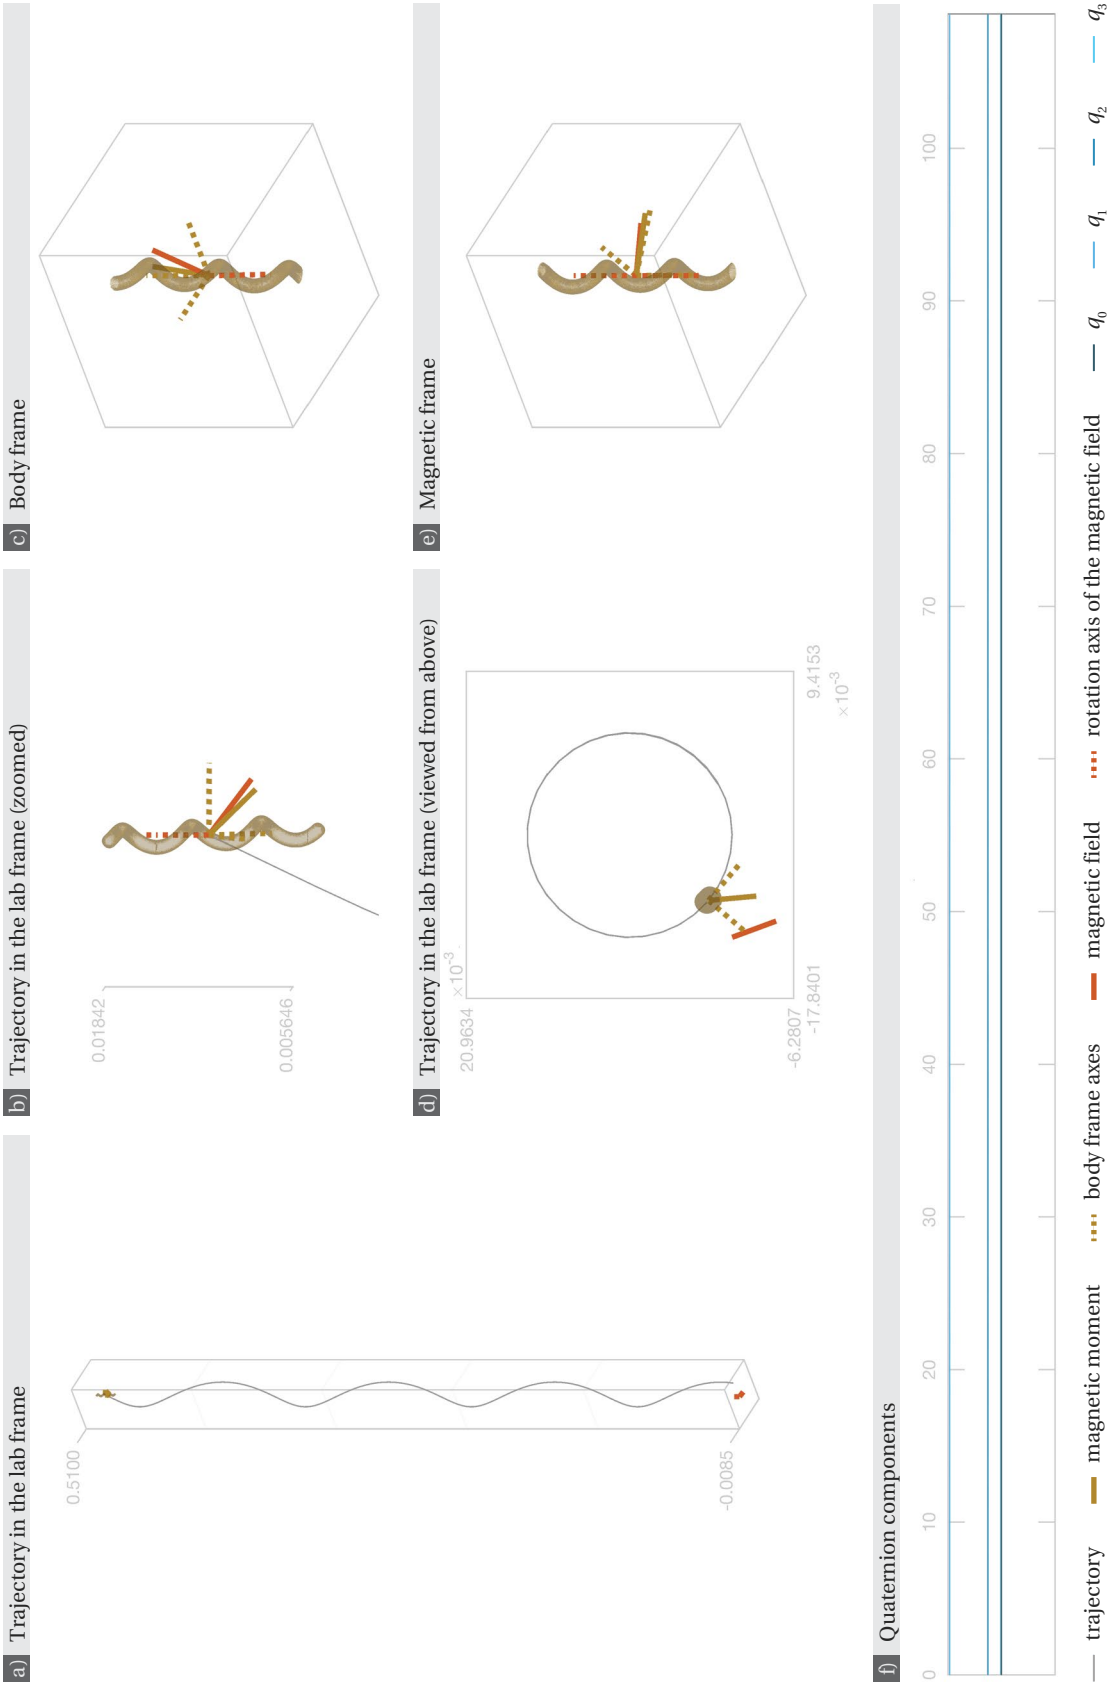 a) Trajectory in the lab frame
0.5100
-0.0085
b) Trajectory in the lab frame (zoomed)
0.01842
0.005646
c) Body frame
d) Trajectory in the lab frame (viewed from above)
×10⁻³
20.9634
-6.2807
-17.8401
9.4153
×10⁻³
e) Magnetic frame
f) Quaternion components
0 10 20 30 40 50 60 70 80 90 100
trajectory magnetic moment body frame axes magnetic field rotation axis of the magnetic field q₀ q₁ q₂ q₃